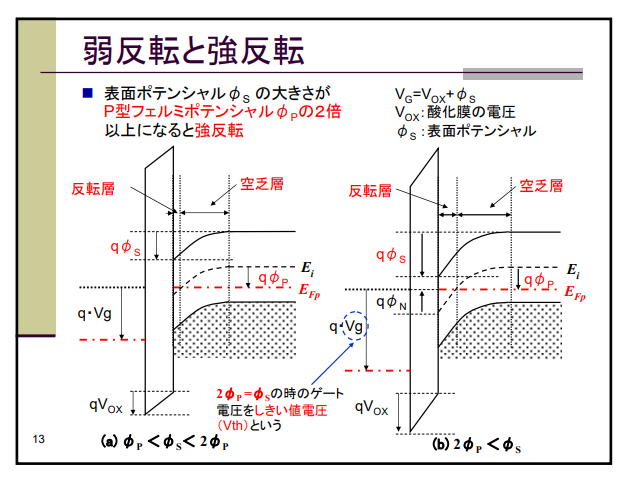 弱反転と強反転
■ 表面ポテンシャルφS の大きさが
P型フェルミポテンシャルφPの2倍
以上になると強反転
VG=VOX+φS
VOX: 酸化膜の電圧
φS: 表面ポテンシャル
反転層
空乏層
qφS
qφP
Ei
EFp
q・Vg
qVOX
(a) φP<φS<2φP
反転層
空乏層
qφS
qφN
qφP
Ei
EFp
q・Vg
qVOX
(b) 2φP<φS
2φP=φSの時のゲート
電圧をしきい値電圧
(Vth)という
13